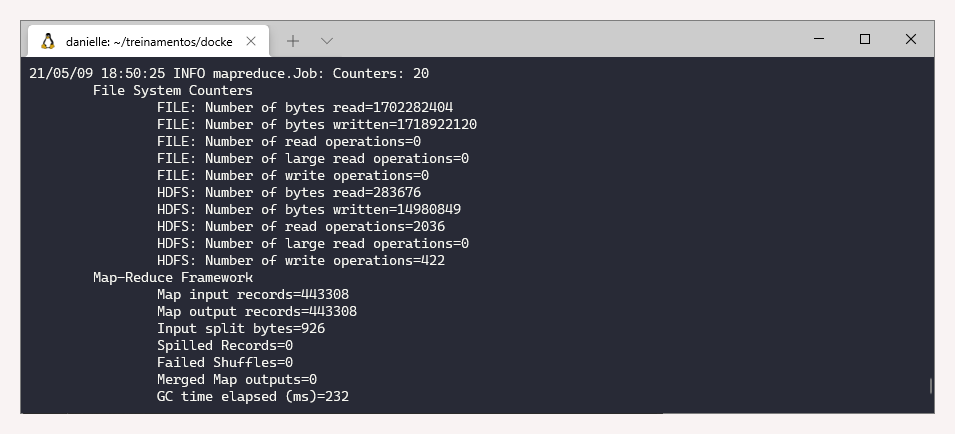 danielle: ~/treinamentos/docke
21/05/09 18:50:25 INFO mapreduce.Job: Counters: 20
File System Counters
FILE: Number of bytes read=1702282404
FILE: Number of bytes written=1718922120
FILE: Number of read operations=0
FILE: Number of large read operations=0
FILE: Number of write operations=0
HDFS: Number of bytes read=283676
HDFS: Number of bytes written=14980849
HDFS: Number of read operations=2036
HDFS: Number of large read operations=0
HDFS: Number of write operations=422
Map-Reduce Framework
Map input records=443308
Map output records=443308
Input split bytes=926
Spilled Records=0
Failed Shuffles=0
Merged Map outputs=0
GC time elapsed (ms)=232